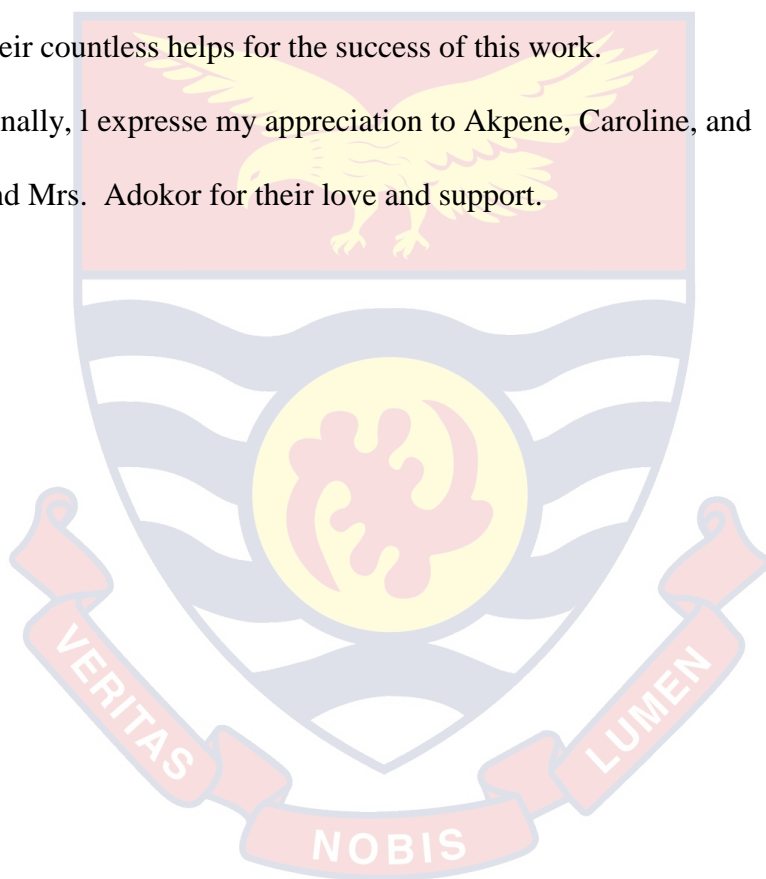 eir countless helps for the success of this work.
nally, l expresse my appreciation to Akpene, Caroline, and
nd Mrs. Adokor for their love and support.
VERITAS
NOBIS
LUMEN